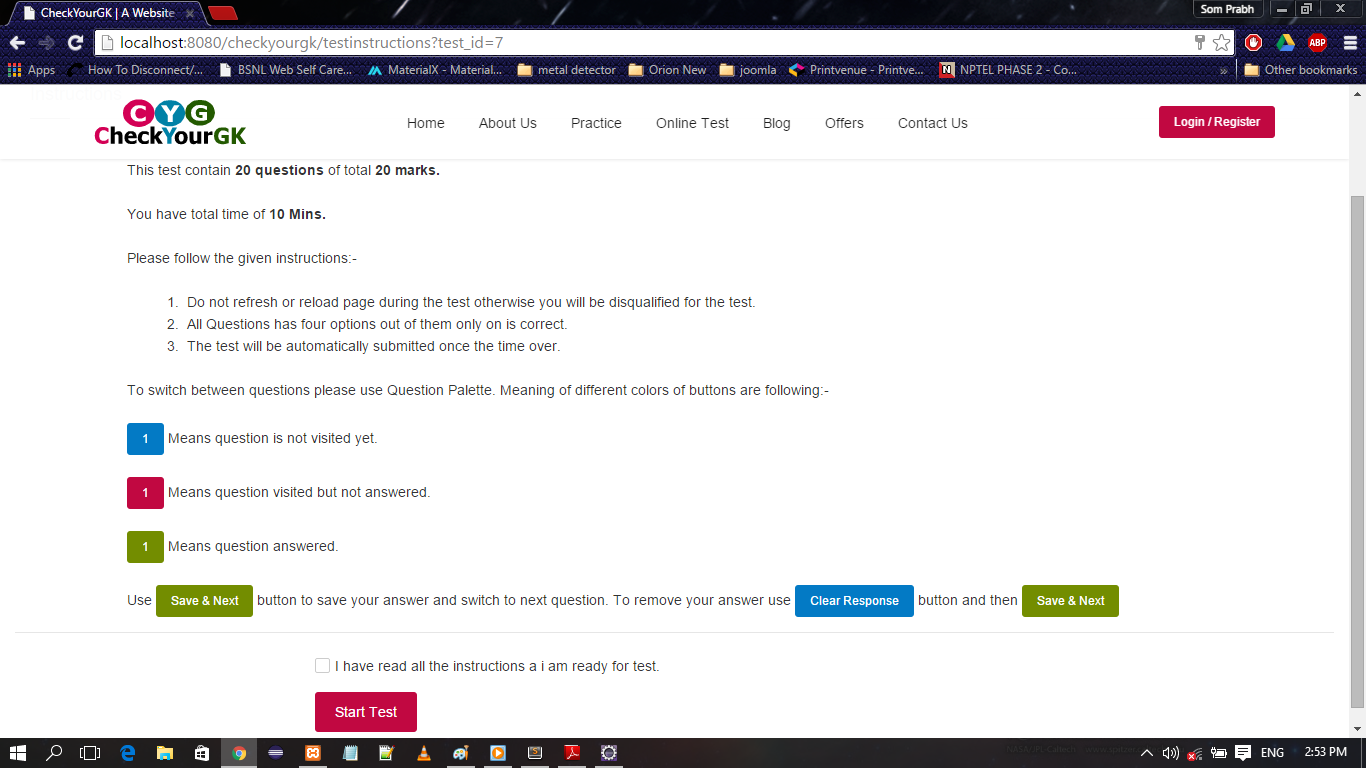 CheckYourGK | A Website
Som Prabh
localhost:8080/checkyourgk/testinstructions?test_id=7
ABP
Apps How To Disconnect/... BSNL Web Self Care... MaterialX - Material... metal detector Orion New joomla Printvenue - Printve... N NPTEL PHASE 2 - Co... » Other bookmarks
CYG
CheckYourGK
Home About Us Practice Online Test Blog Offers Contact Us
Login / Register
This test contain 20 questions of total 20 marks.
You have total time of 10 Mins.
Please follow the given instructions:-
1. Do not refresh or reload page during the test otherwise you will be disqualified for the test.
2. All Questions has four options out of them only on is correct.
3. The test will be automatically submitted once the time over.
To switch between questions please use Question Palette. Meaning of different colors of buttons are following:-
1 Means question is not visited yet.
1 Means question visited but not answered.
1 Means question answered.
Use Save & Next button to save your answer and switch to next question. To remove your answer use Clear Response button and then Save & Next
I have read all the instructions a i am ready for test.
Start Test
ENG 2:53 PM